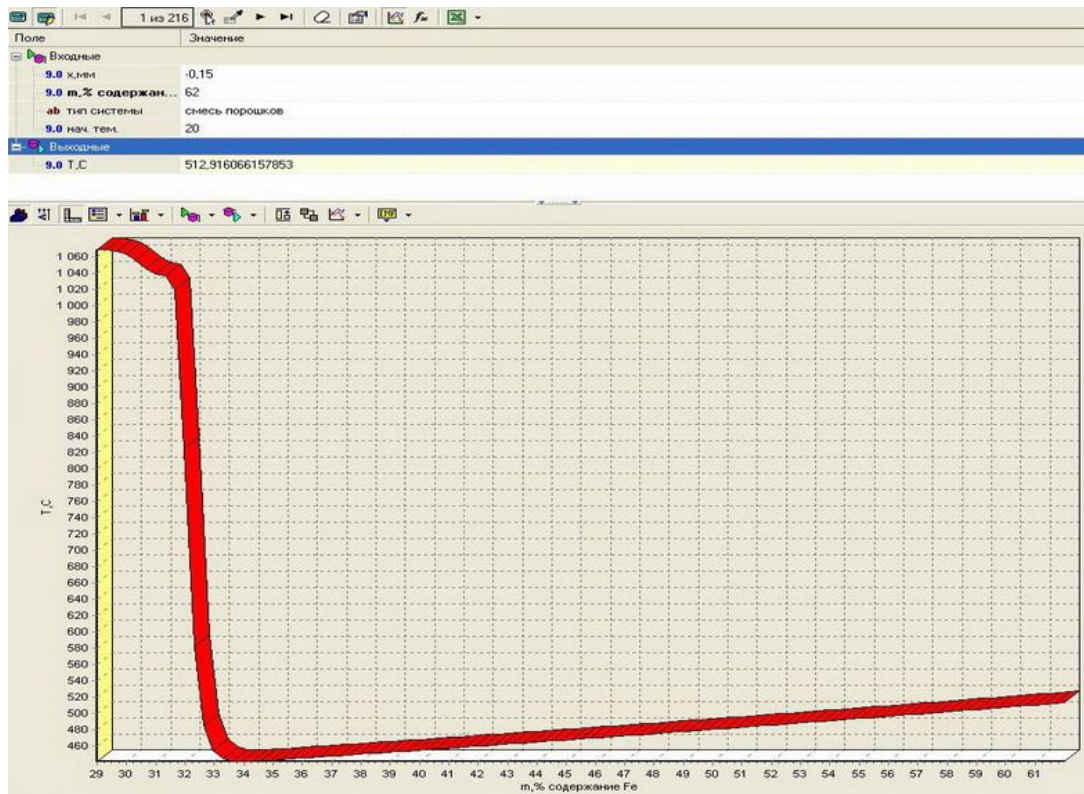 1 из 216
Поле Значение
Входные
9.0 x,мм -0,15
9.0 m,% содержан... 62
ab тип системы смесь порошков
9.0 нач. тем. 20
Выходные
9.0 T,C 512,916066157853
1 060
1 040
1 020
1 000
980
960
940
920
900
880
860
840
820
800
780
760
740
720
700
680
660
640
620
600
580
560
540
520
500
480
460
T,C
29 30 31 32 33 34 35 36 37 38 39 40 41 42 43 44 45 46 47 48 49 50 51 52 53 54 55 56 57 58 59 60 61
m,% содержание Fe